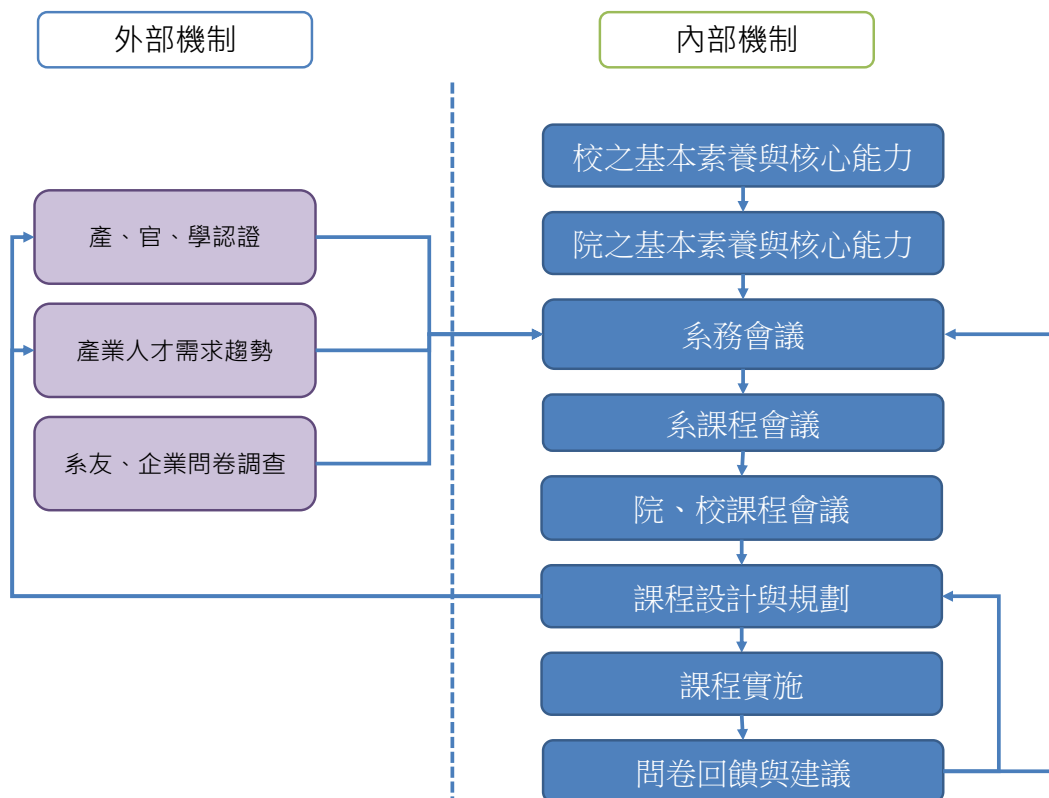 外部機制
內部機制
校之基本素養與核心能力
院之基本素養與核心能力
產、官、學認證
系務會議
產業人才需求趨勢
系課程會議
系友、企業問卷調查
院、校課程會議
課程設計與規劃
課程實施
問卷回饋與建議